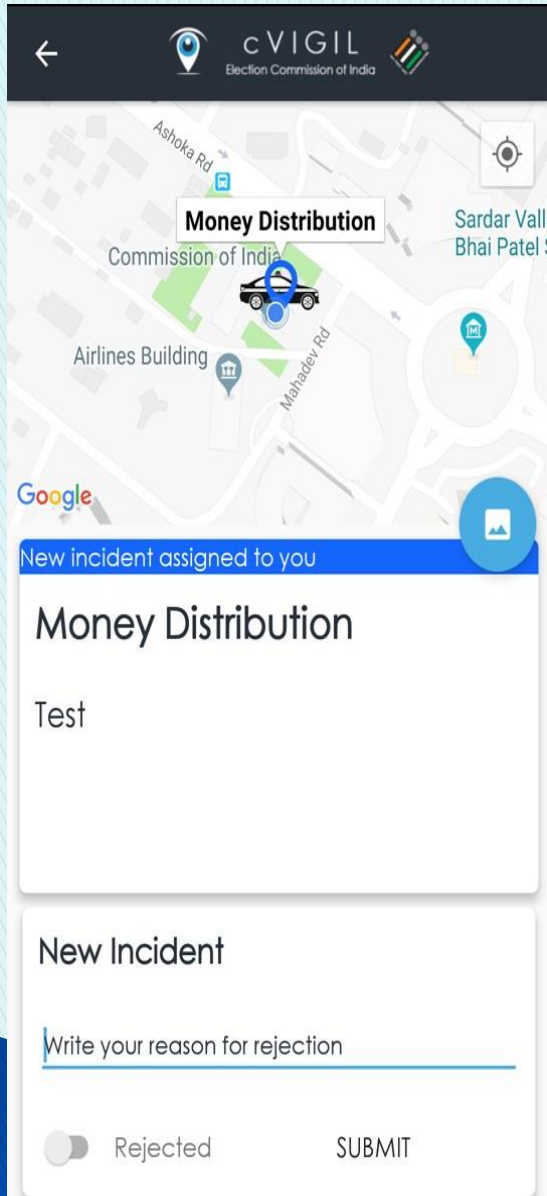 cVIGIL
Election Commission of India
Ashoka Rd
Money Distribution
Sardar Vall
Commission of India
Bhai Patel S
Airlines Building
Mahadev Rd
M
Google
New incident assigned to you
Money Distribution
Test
New Incident
Write your reason for rejection
Rejected SUBMIT